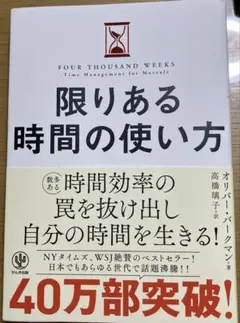 FOUR THOUSAND WEEKS
Time Management for Mortals
限りある
時間の使い方
オリバー・バークマン・著
高橋璃子・訳
数多ある
時間効率の
罠を抜け出し
自分の時間を生きる!
NYタイムズ、WSJ絶賛のベストセラー!
日本でもあらゆる世代で話題沸騰!!
40万部突破!
かんき出版